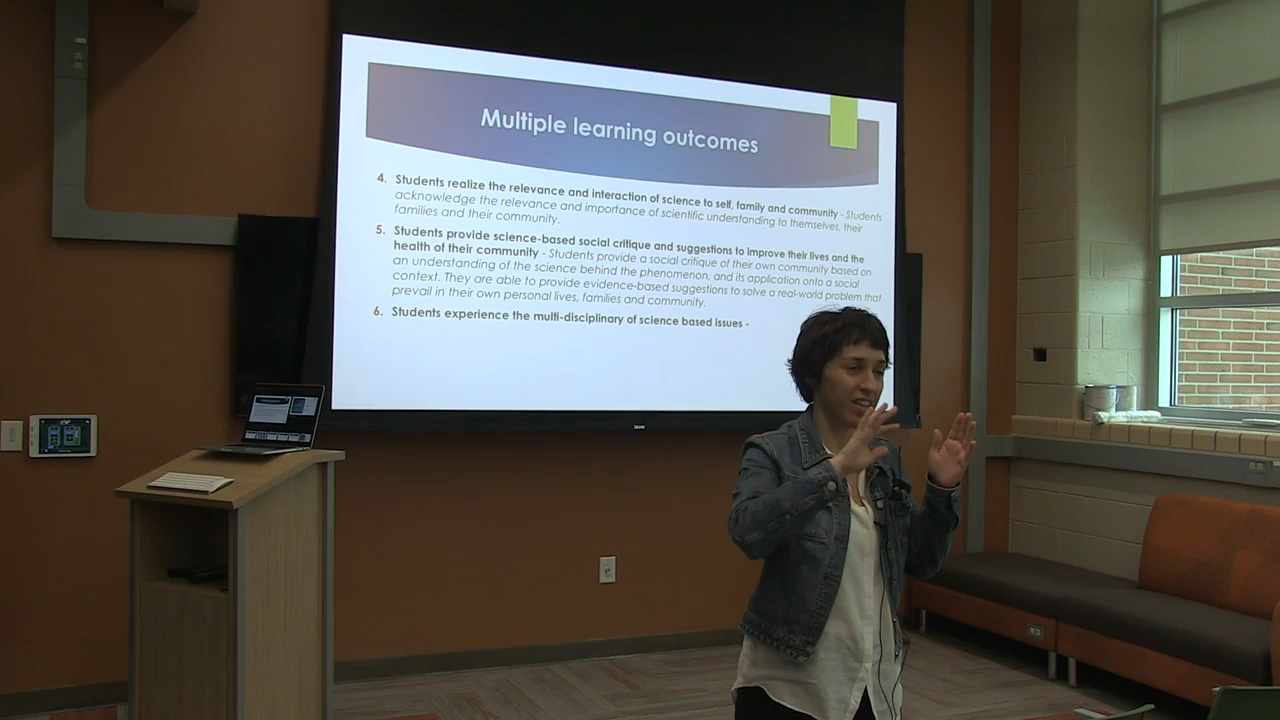 Multiple learning outcomes
4. Students realize the relevance and interaction of science to self, family and community - Students
acknowledge the relevance and importance of scientific understanding to themselves, their
families and their community.
5. Students provide science-based social critique and suggestions to improve their lives and the
health of their community - Students provide a social critique of their own community based on
an understanding of the science behind the phenomenon, and its application onto a social
context. They are able to provide evidence-based suggestions to solve a real-world problem that
prevail in their own personal lives, families and community.
6. Students experience the multi-disciplinary of science based issues -